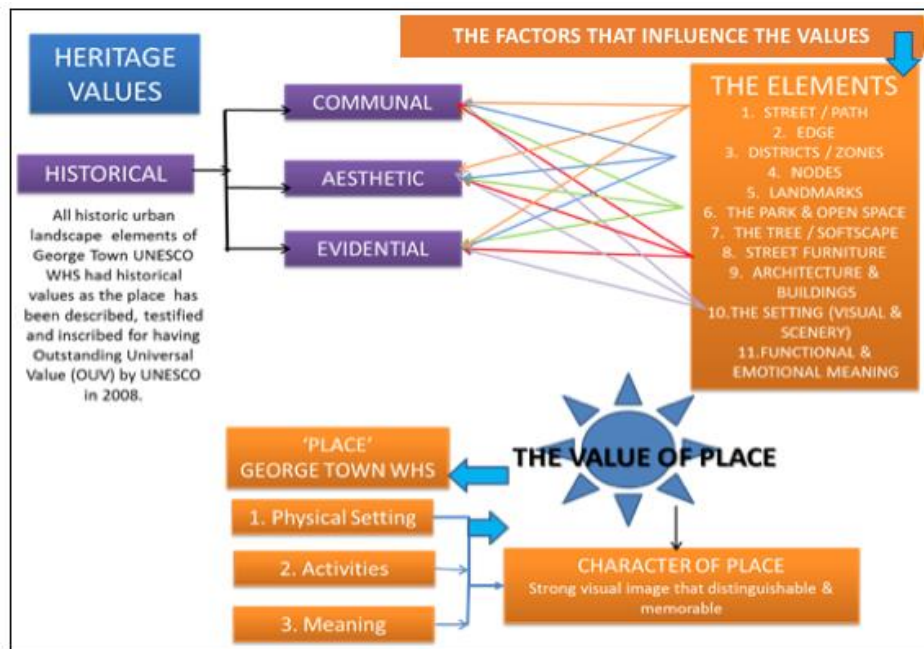 THE FACTORS THAT INFLUENCE THE VALUES
HERITAGE
VALUES
HISTORICAL
All historic urban
landscape elements of
George Town UNESCO
WHS had historical
values as the place has
been described, testified
and inscribed for having
Outstanding Universal
Value (OUV) by UNESCO
in 2008.
COMMUNAL
AESTHETIC
EVIDENTIAL
THE ELEMENTS
1. STREET / PATH
2. EDGE
3. DISTRICTS / ZONES
4. NODES
5. LANDMARKS
6. THE PARK & OPEN SPACE
7. THE TREE / SOFTSCAPE
8. STREET FURNITURE
9. ARCHITECTURE &
BUILDINGS
10.THE SETTING (VISUAL &
SCENERY)
11.FUNCTIONAL &
EMOTIONAL MEANING
'PLACE'
GEORGE TOWN WHS
THE VALUE OF PLACE
1. Physical Setting
2. Activities
3. Meaning
CHARACTER OF PLACE
Strong visual image that distinguishable &
memorable